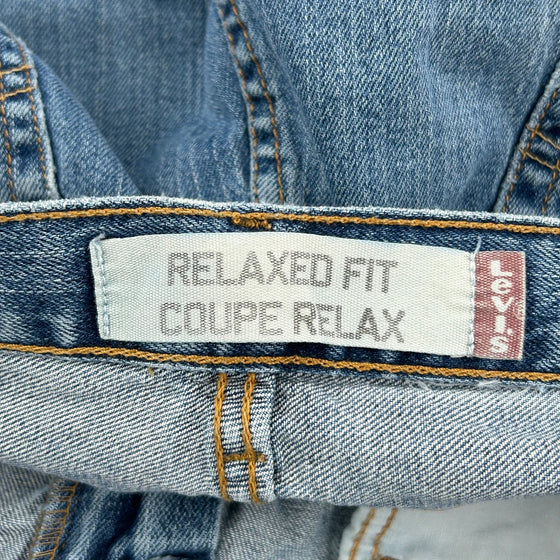 RELAXED FIT
COUPE RELAX
Levi's